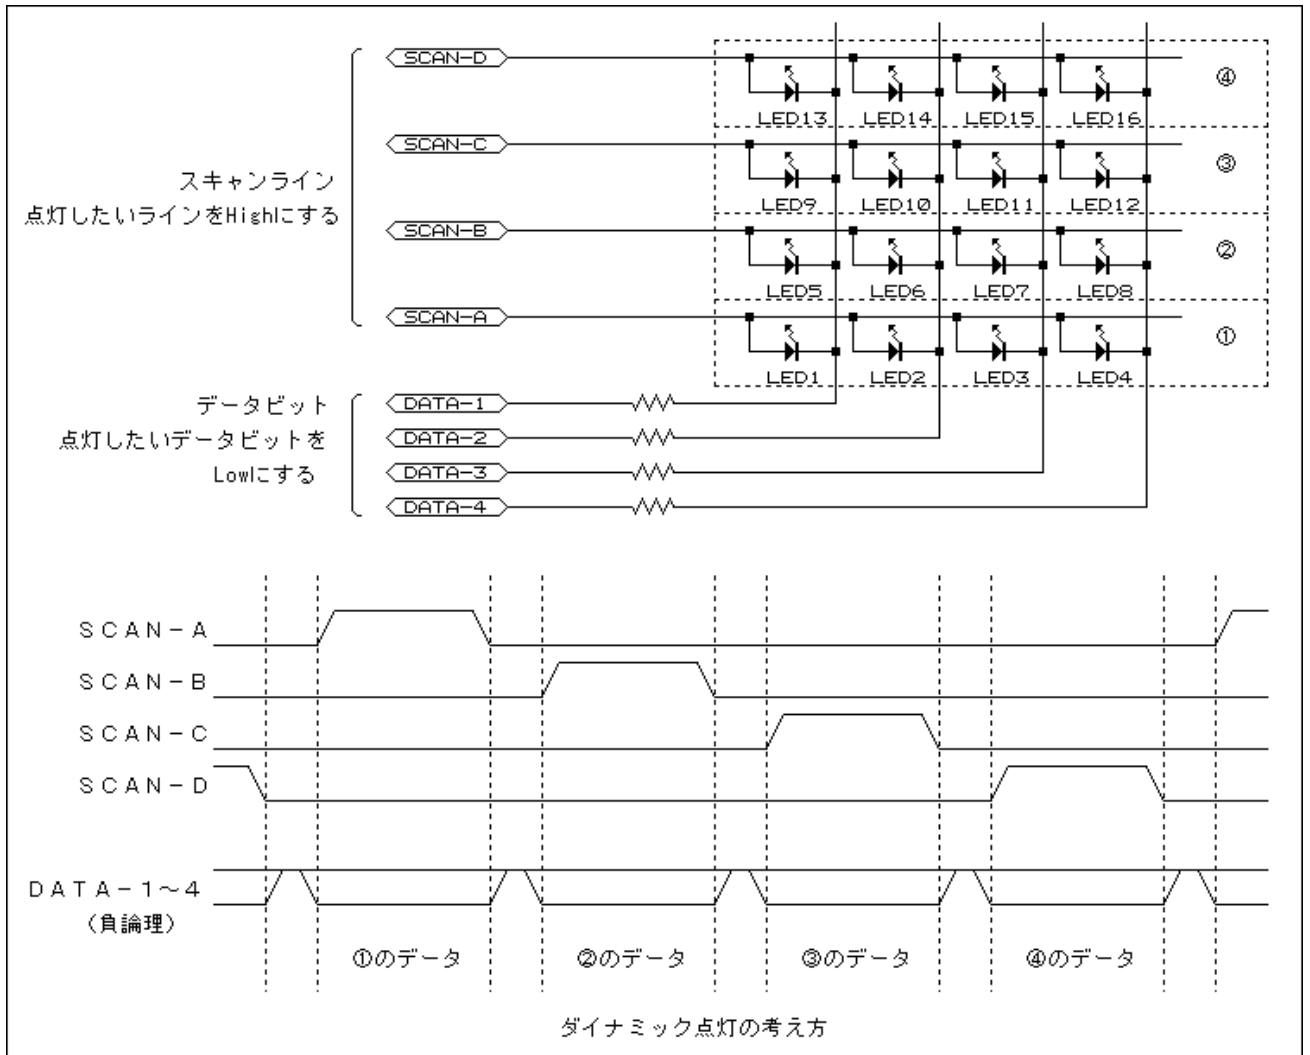 SCAN-D
④
LED13 LED14 LED15 LED16
SCAN-C
③
スキャンライン
点灯したいラインをHighにする
LED9 LED10 LED11 LED12
SCAN-B
②
LED5 LED6 LED7 LED8
SCAN-A
①
LED1 LED2 LED3 LED4
データビット
点灯したいデータビットを
Lowにする
DATA-1
DATA-2
DATA-3
DATA-4
SCAN-A
SCAN-B
SCAN-C
SCAN-D
DATA-1～4
（負論理）
①のデータ ②のデータ ③のデータ ④のデータ
ダイナミック点灯の考え方